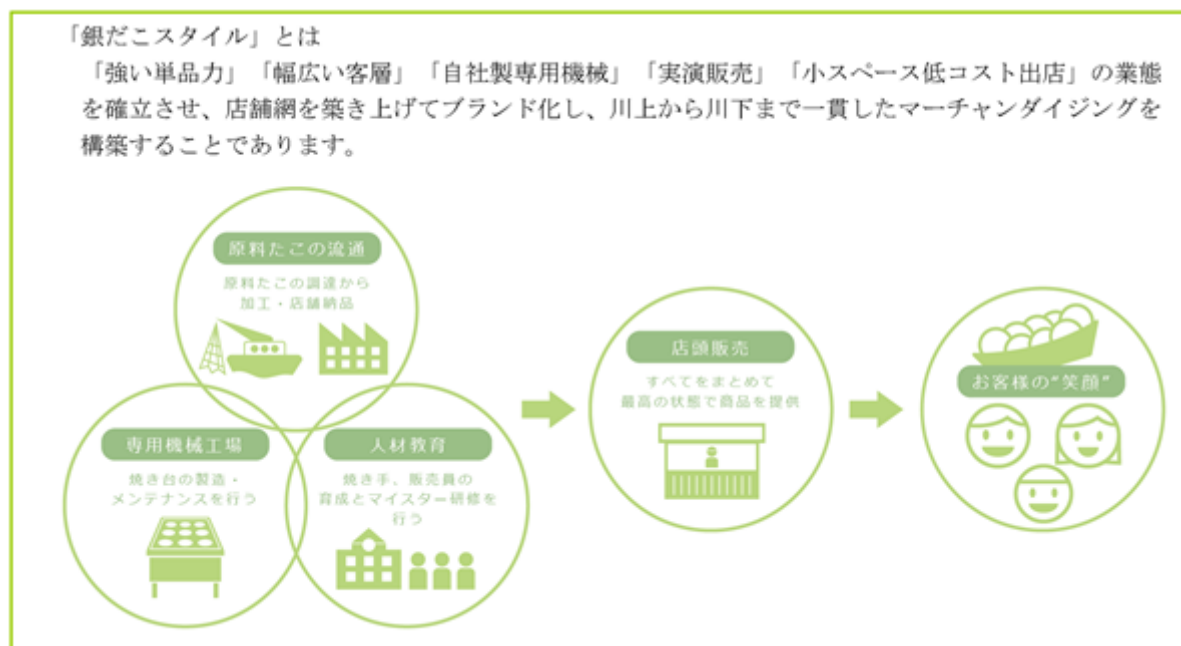 「銀だこスタイル」とは
「強い単品力」「幅広い客層」「自社製専用機械」「実演販売」「小スペース低コスト出店」の業態
を確立させ、店舗網を築き上げてブランド化し、川上から川下まで一貫したマーチャンダイジングを
構築することであります。
原料たこの流通
原料たこの調達から
加工・店舗納品
専用機械工場
焼き台の製造・
メンテナンスを行う
人材教育
焼き手、販売員の
育成とマイスター研修を
行う
店頭販売
すべてをまとめて
最高の状態で商品を提供
お客様の“笑顔”